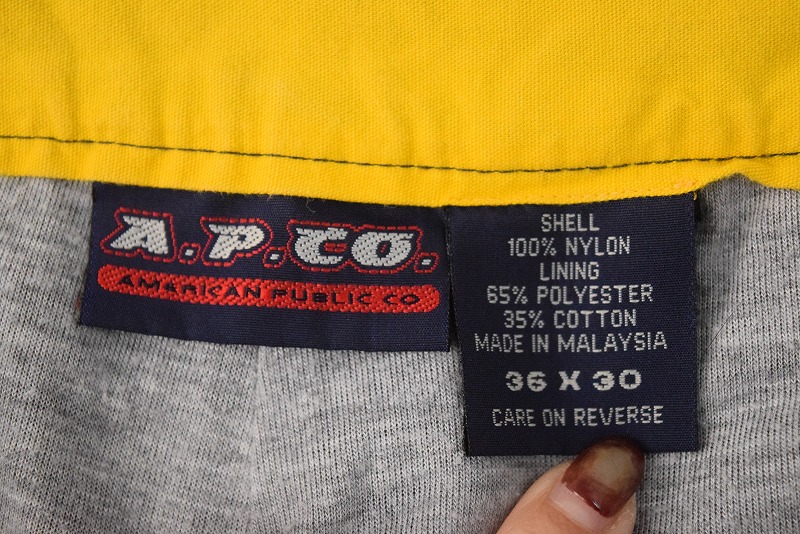 A.P.CO.
AMARICAN PUBLIC CO
SHELL
100% NYLON
LINING
65% POLYESTER
35% COTTON
MADE IN MALAYSIA
36 X 30
CARE ON REVERSE